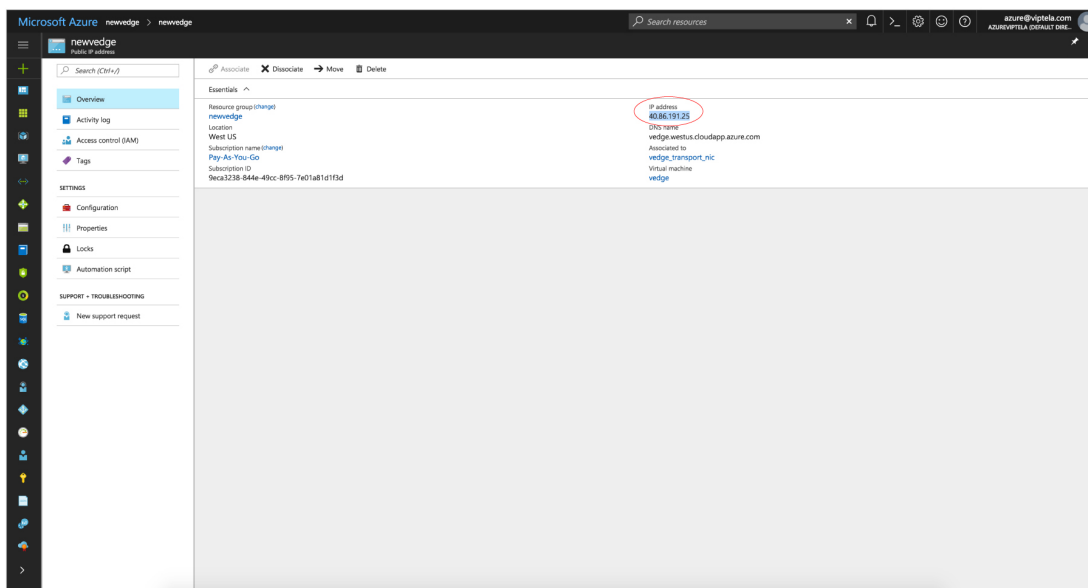 Microsoft Azure newvedge > newvedge
Search resources
azure@viptela.com
AZUREVIPTELA (DEFAULT DIRE...
newvedge
Public IP address
Search (Ctrl+/)
Overview
Activity log
Access control (IAM)
Tags
SETTINGS
Configuration
Properties
Locks
Automation script
SUPPORT + TROUBLESHOOTING
New support request
Associate Dissociate Move Delete
Essentials
Resource group (change)
newvedge
Location
West US
Subscription name (change)
Pay-As-You-Go
Subscription ID
9eca3238-844e-49cc-8f95-7e01a81d1f3d
IP address
40.86.191.25
DNS name
vedge.westus.cloudapp.azure.com
Associated to
vedge_transport_nic
Virtual machine
vedge